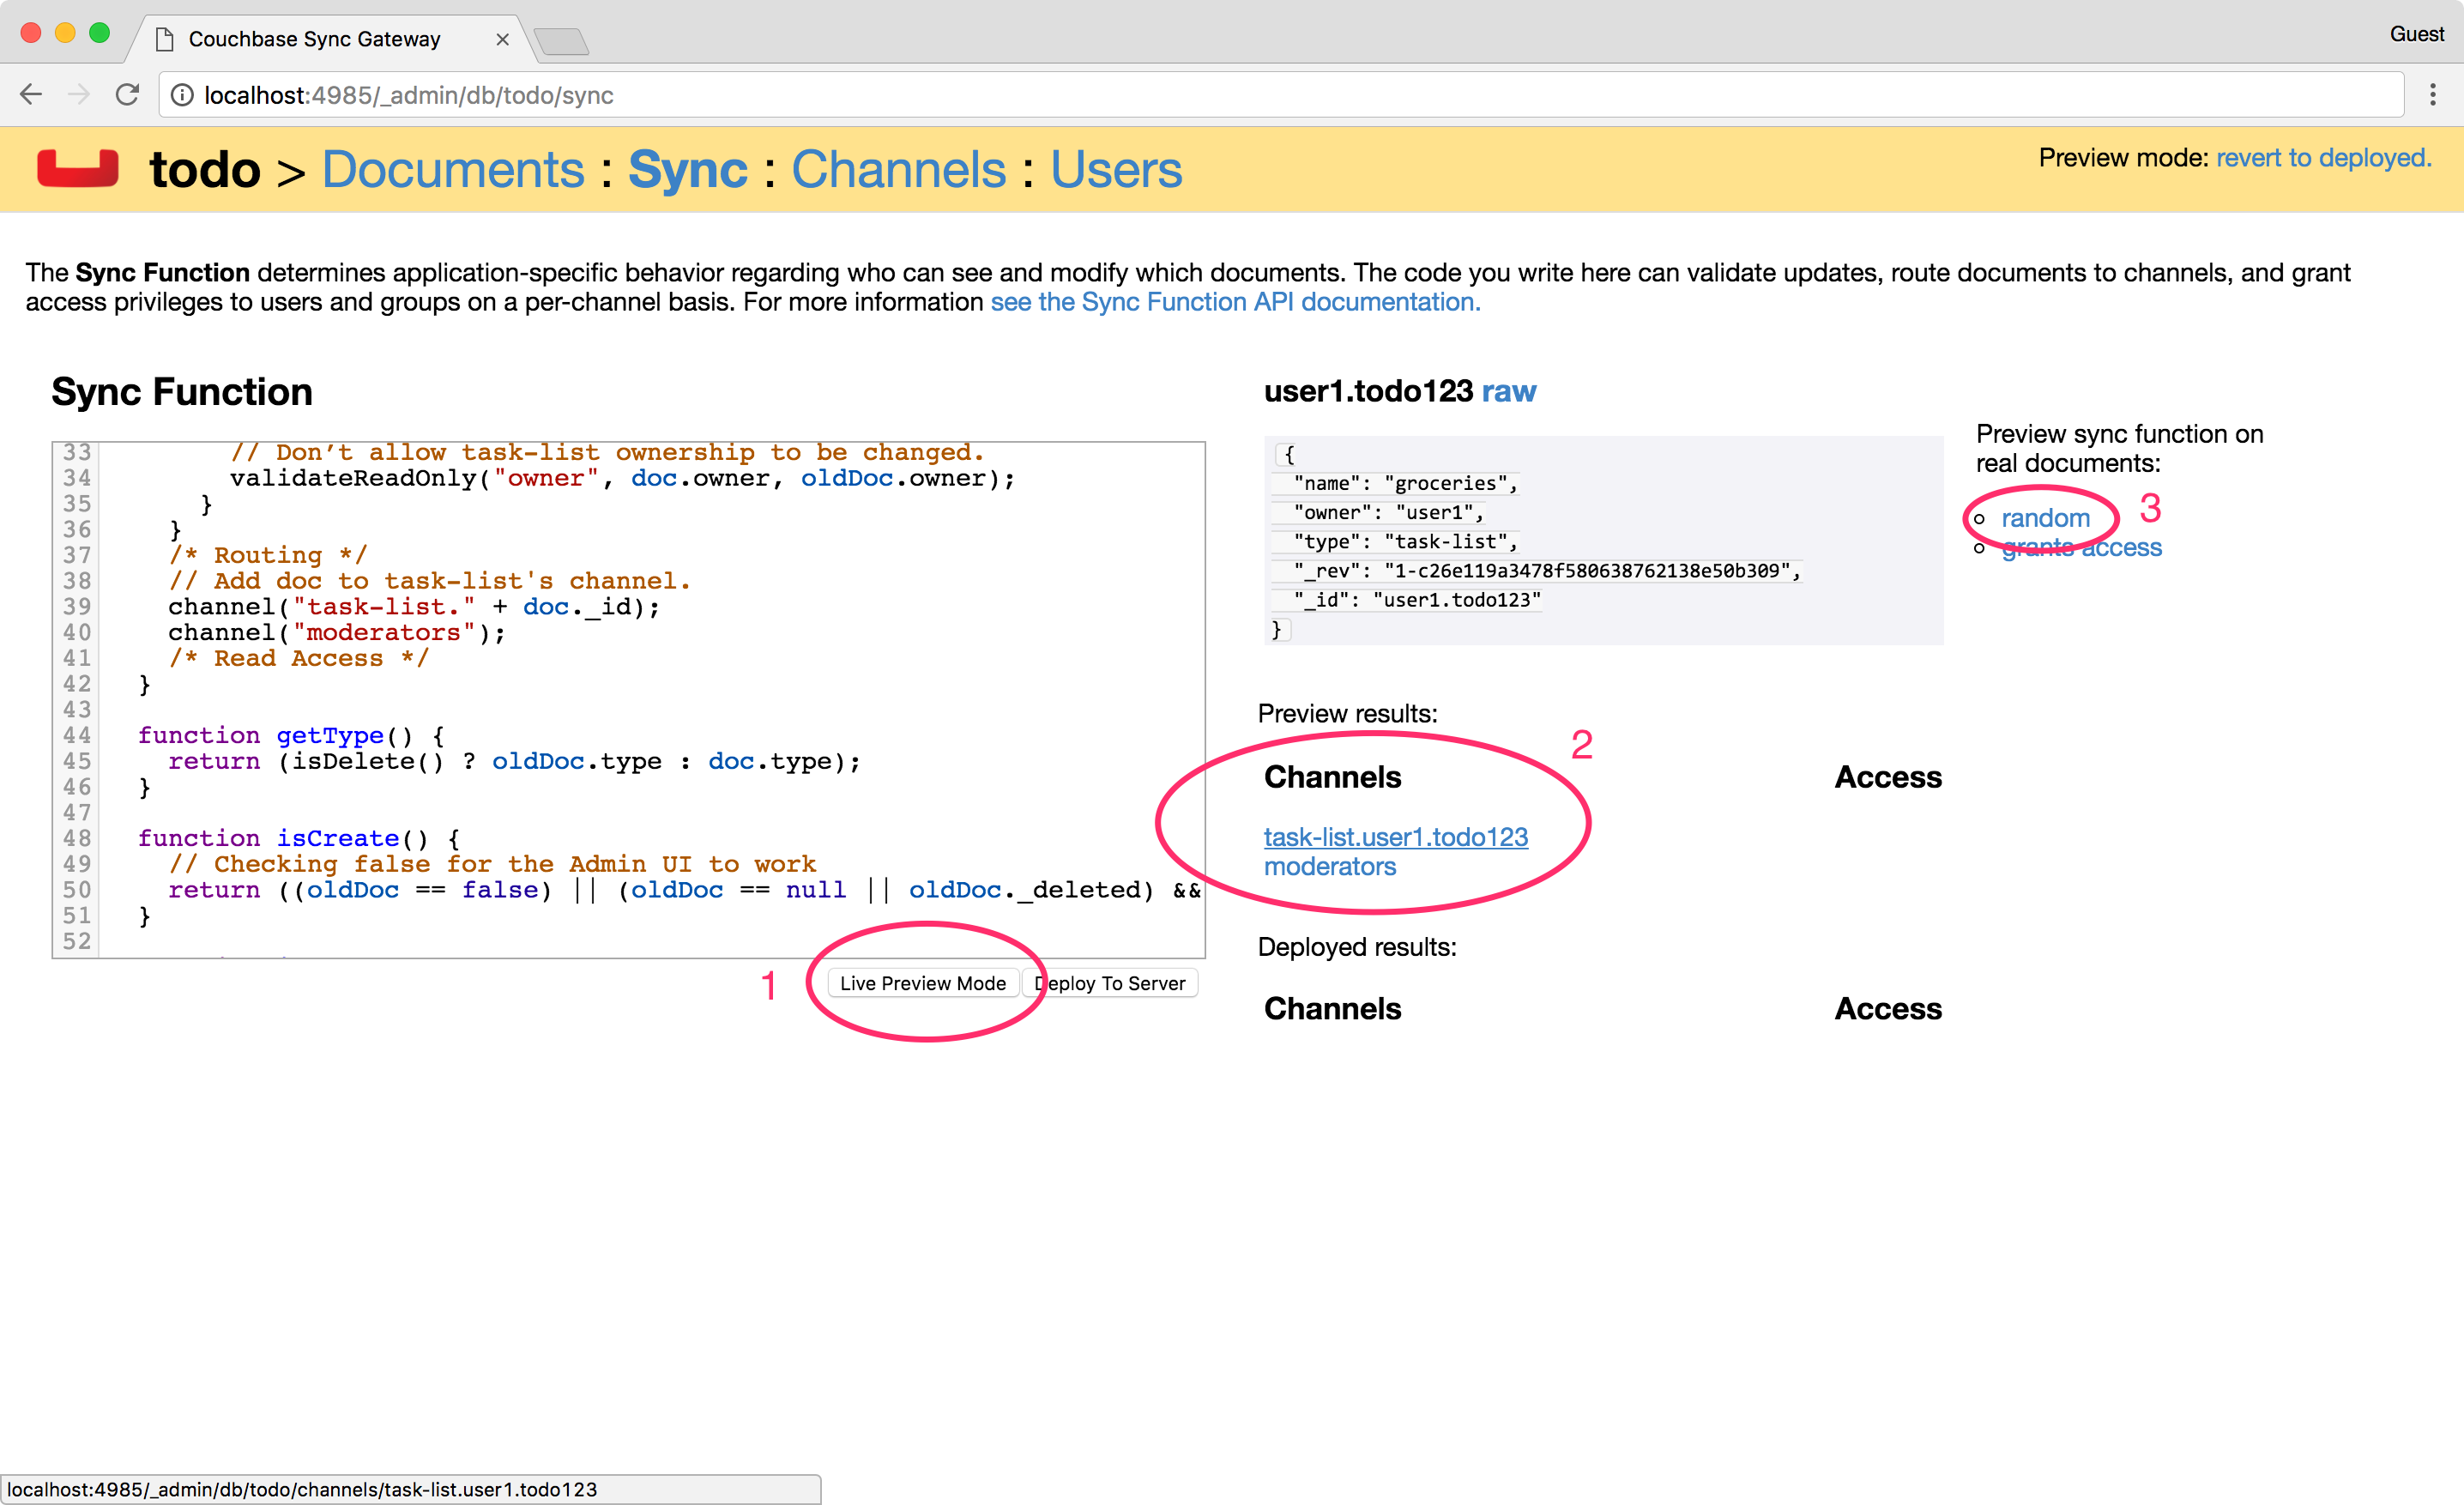 Couchbase Sync Gateway
Guest
localhost:4985/_admin/db/todo/sync
todo > Documents : Sync : Channels : Users
Preview mode: revert to deployed.
The Sync Function determines application-specific behavior regarding who can see and modify which documents. The code you write here can validate updates, route documents to channels, and grant
access privileges to users and groups on a per-channel basis. For more information see the Sync Function API documentation.
Sync Function
33 // Don’t allow task-list ownership to be changed.
34 validateReadOnly("owner", doc.owner, oldDoc.owner);
35 }
36 }
37 /* Routing */
38 // Add doc to task-list's channel.
39 channel("task-list." + doc._id);
40 channel("moderators");
41 /* Read Access */
42 }
43
44 function getType() {
45 return (isDelete() ? oldDoc.type : doc.type);
46 }
47
48 function isCreate() {
49 // Checking false for the Admin UI to work
50 return ((oldDoc == false) || (oldDoc == null || oldDoc._deleted) &&
51 }
52
1
Live Preview Mode
Deploy To Server
user1.todo123 raw
{
"name": "groceries",
"owner": "user1",
"type": "task-list",
"_rev": "1-c26e119a3478f580638762138e50b309",
"_id": "user1.todo123"
}
Preview sync function on
real documents:
random
3
grants access
Preview results:
2
Channels
Access
task-list.user1.todo123
moderators
Deployed results:
Channels
Access
localhost:4985/_admin/db/todo/channels/task-list.user1.todo123